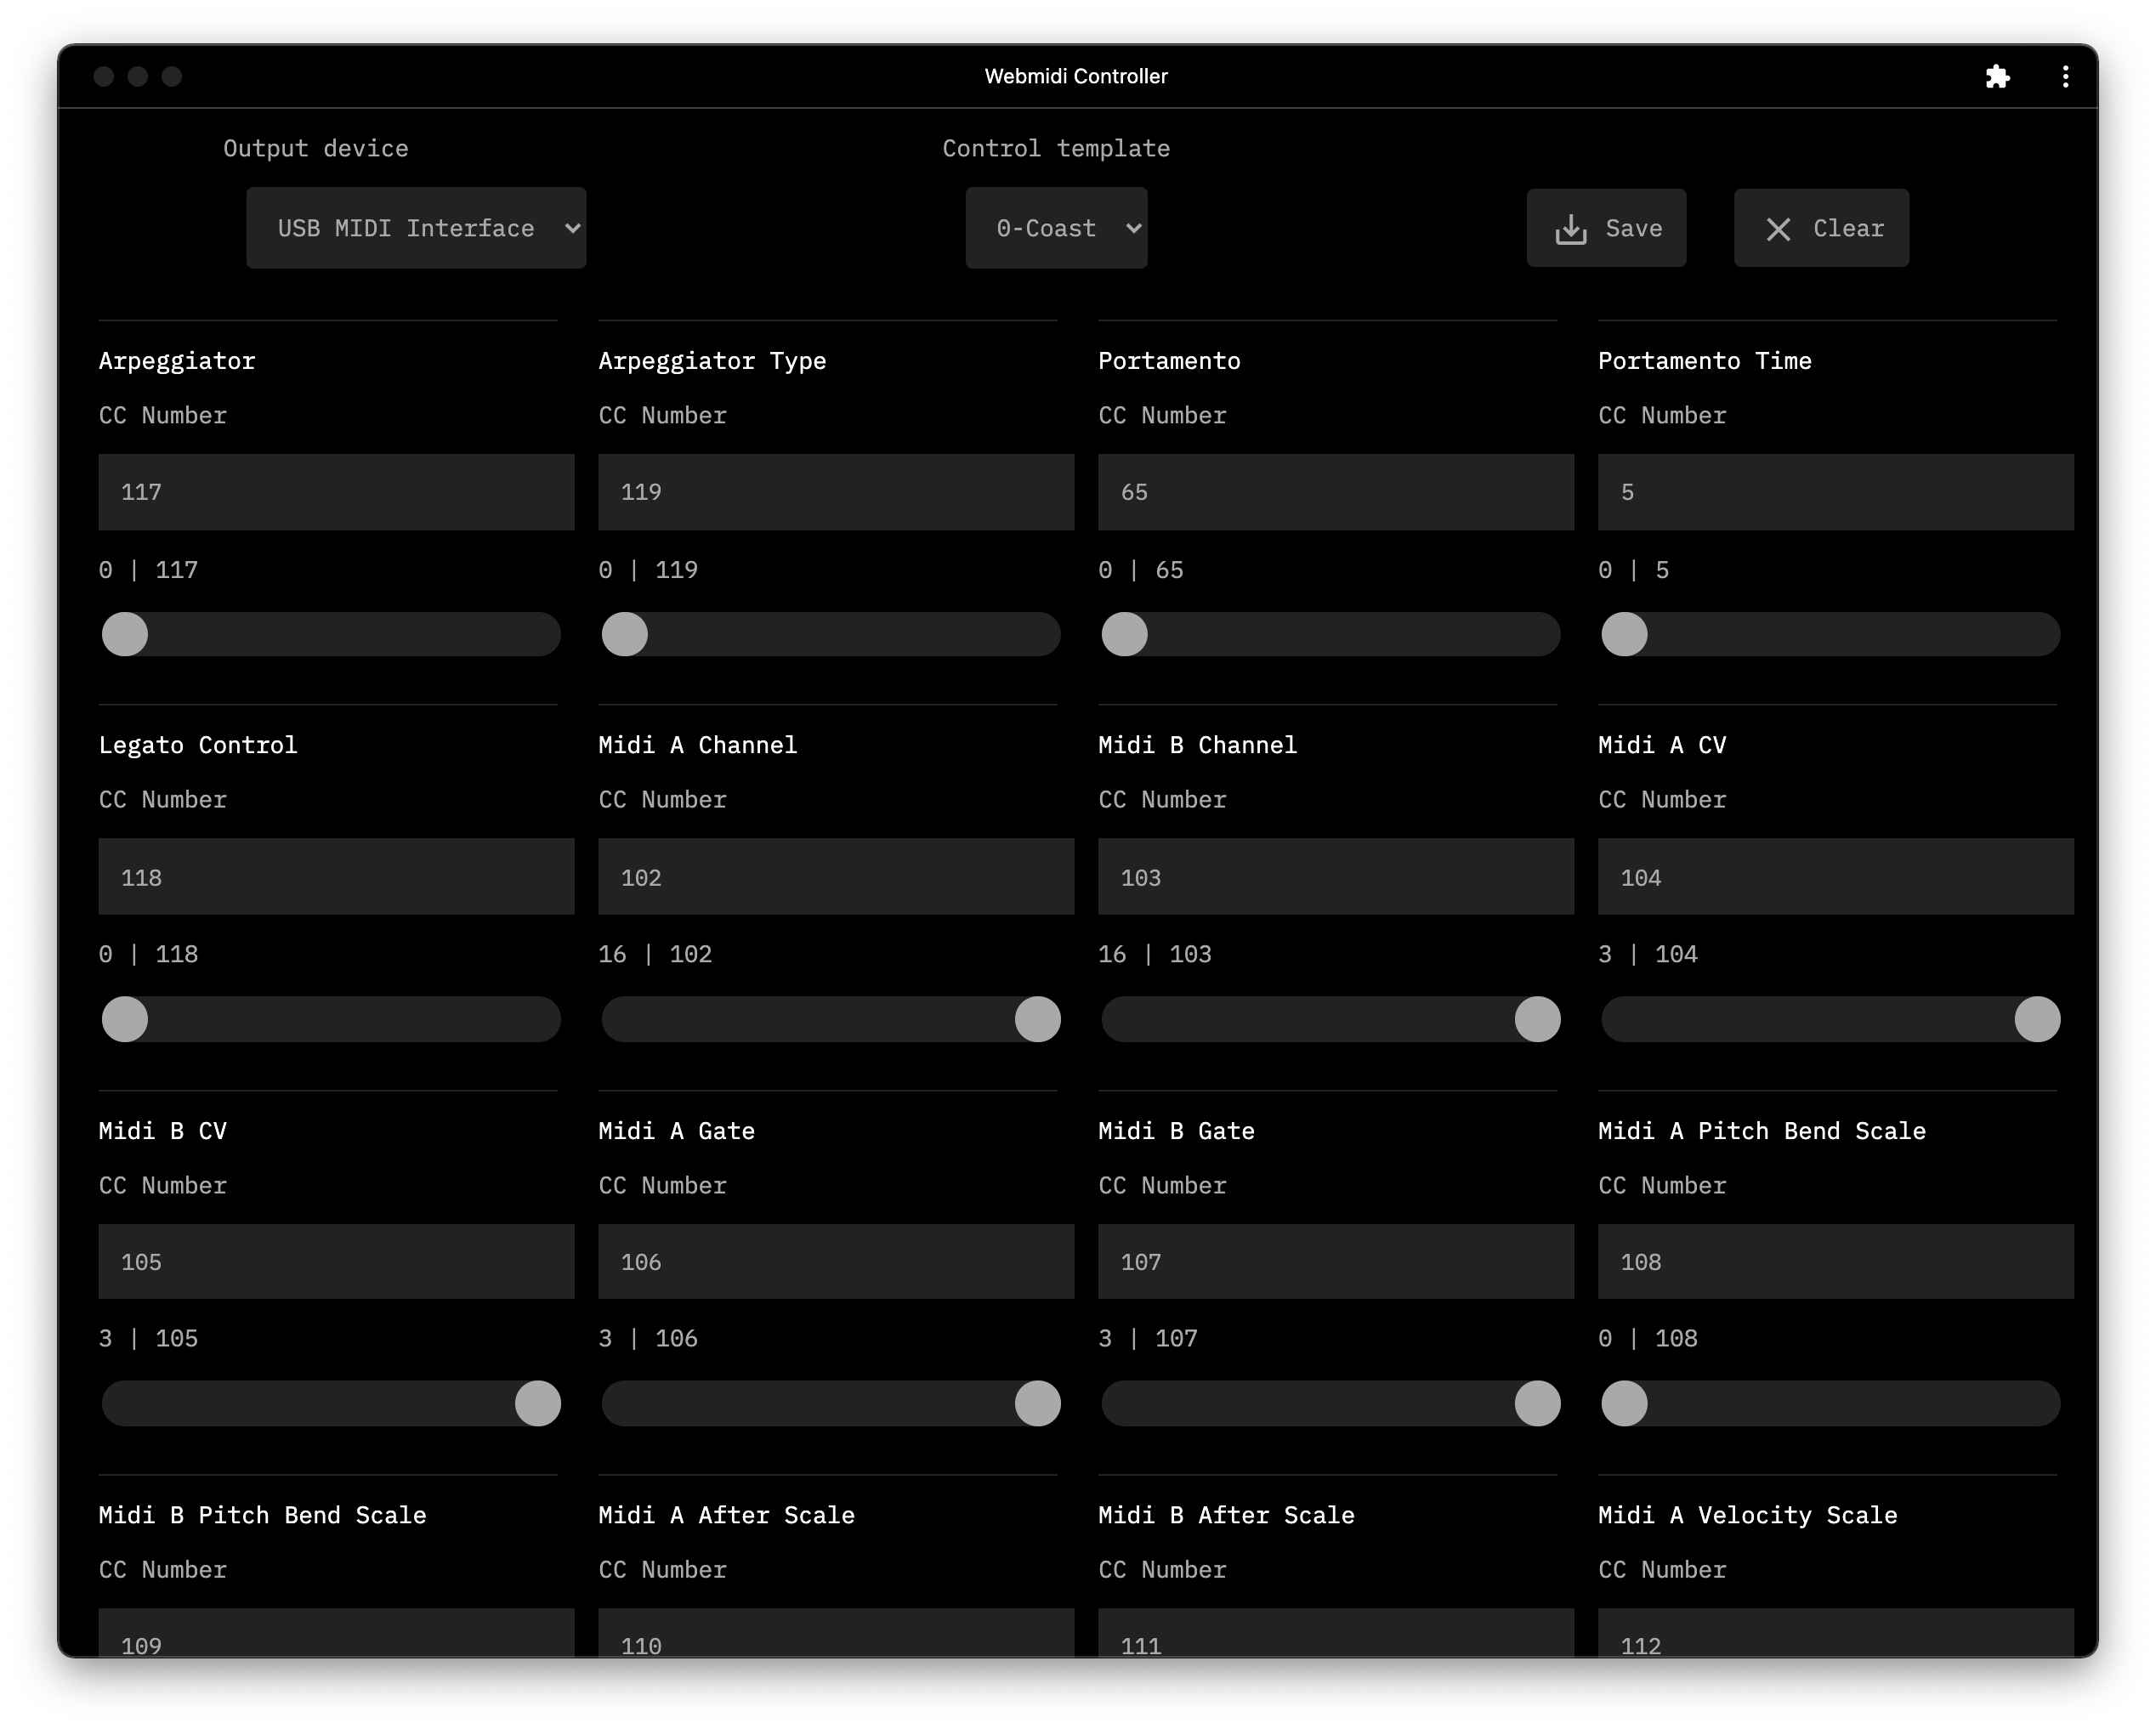 Webmidi Controller
Output device
Control template
USB MIDI Interface
0-Coast
Save
Clear
Arpeggiator
Arpeggiator Type
Portamento
Portamento Time
CC Number
CC Number
CC Number
CC Number
117
119
65
5
0 | 117
0 | 119
0 | 65
0 | 5
Legato Control
Midi A Channel
Midi B Channel
Midi A CV
CC Number
CC Number
CC Number
CC Number
118
102
103
104
0 | 118
16 | 102
16 | 103
3 | 104
Midi B CV
Midi A Gate
Midi B Gate
Midi A Pitch Bend Scale
CC Number
CC Number
CC Number
CC Number
105
106
107
108
3 | 105
3 | 106
3 | 107
0 | 108
Midi B Pitch Bend Scale
Midi A After Scale
Midi B After Scale
Midi A Velocity Scale
CC Number
CC Number
CC Number
CC Number
109
110
111
112